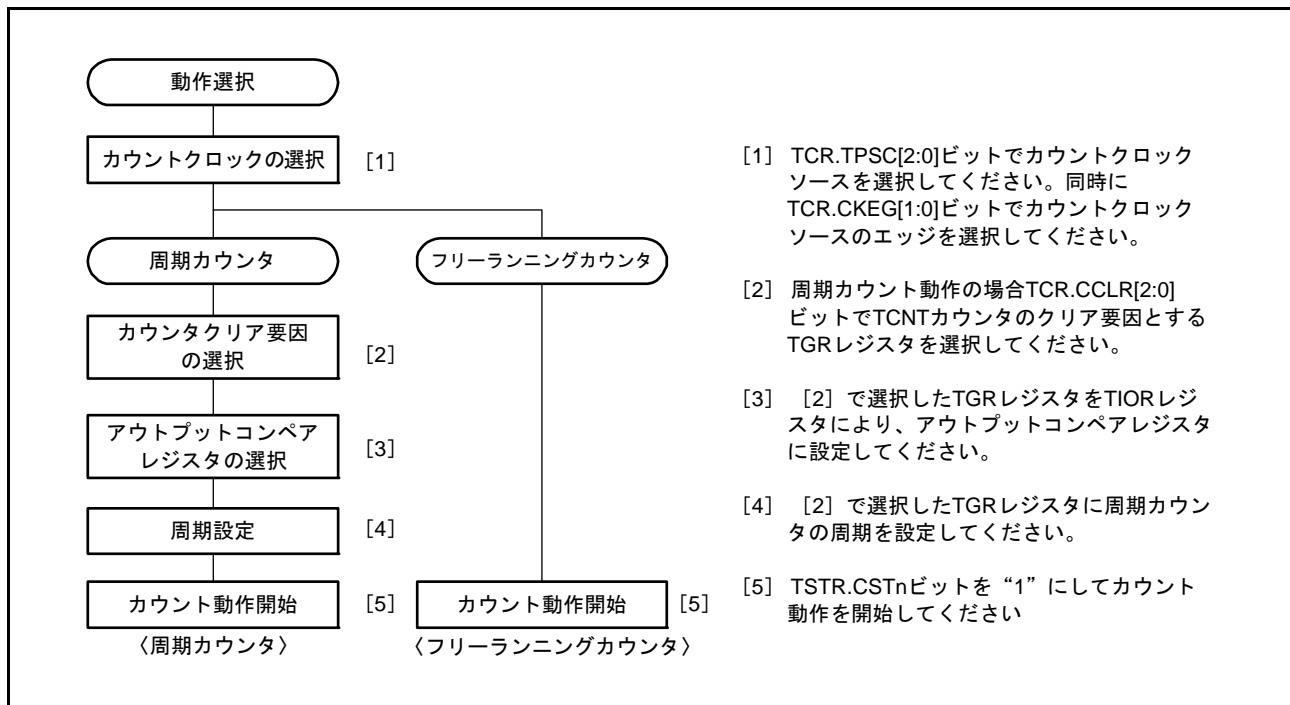 動作選択
カウントクロックの選択
[1]
周期カウンタ
フリーランニングカウンタ
カウンタクリア要因
の選択
[2]
アウトプットコンペア
レジスタの選択
[3]
周期設定
[4]
カウント動作開始
[5]
カウント動作開始
[5]
〈周期カウンタ〉
〈フリーランニングカウンタ〉
[1] TCR.TPSC[2:0]ビットでカウントクロック
ソースを選択してください。同時に
TCR.CKEG[1:0]ビットでカウントクロック
ソースのエッジを選択してください。
[2] 周期カウント動作の場合TCR.CCLR[2:0]
ビットでTCNTカウンタのクリア要因とする
TGRレジスタを選択してください。
[3] [2]で選択したTGRレジスタをTIORレジ
スタにより、アウトプットコンペアレジスタ
に設定してください。
[4] [2]で選択したTGRレジスタに周期カウン
タの周期を設定してください。
[5] TSTR.CSTnビットを“1”にしてカウント
動作を開始してください